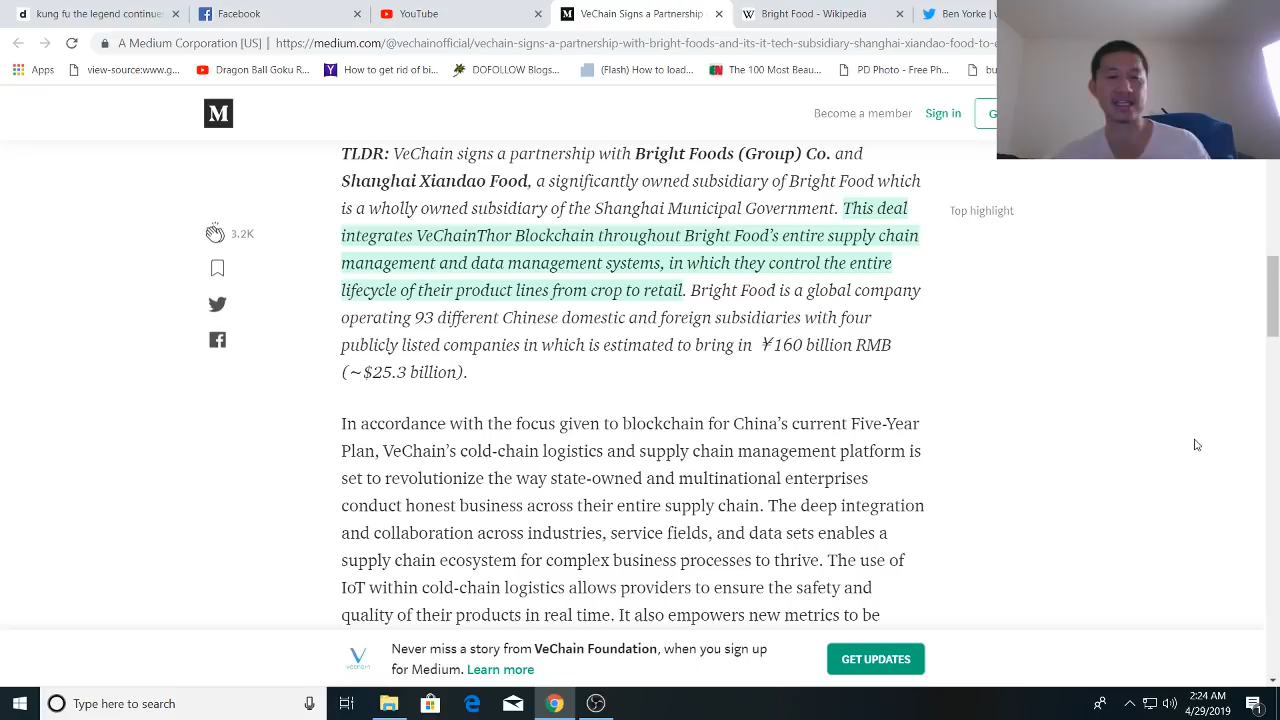 d kung fu the legend continues
Facebook
YouTube
VeChain Signs a Partnership
Bright Food - Wikipedia
Ben Yorke | v
A Medium Corporation [US] | https://medium.com/@vechainofficial/vechain-signs-a-partnership-with-bright-foods-and-its-it-tech-subsidiary-shanghai-xiandao-food-to-e
Apps
view-source:www.g...
Dragon Ball Goku r...
How to get rid of bi...
DOFOLLOW Blogs...
(Flash) How to load...
The 100 Most Beau...
PD Photo - Free Ph...
bu
M
Become a member
Sign in
G
TLDR: VeChain signs a partnership with Bright Foods (Group) Co. and
Shanghai Xiandao Food, a significantly owned subsidiary of Bright Food which
is a wholly owned subsidiary of the Shanghai Municipal Government. This deal
Top highlight
integrates VeChainThor Blockchain throughout Bright Food's entire supply chain
3.2K
management and data management systems, in which they control the entire
lifecycle of their product lines from crop to retail. Bright Food is a global company
operating 93 different Chinese domestic and foreign subsidiaries with four
publicly listed companies in which is estimated to bring in ¥160 billion RMB
(~$25.3 billion).
In accordance with the focus given to blockchain for China's current Five-Year
Plan, VeChain's cold-chain logistics and supply chain management platform is
set to revolutionize the way state-owned and multinational enterprises
conduct honest business across their entire supply chain. The deep integration
and collaboration across industries, service fields, and data sets enables a
supply chain ecosystem for complex business processes to thrive. The use of
IoT within cold-chain logistics allows providers to ensure the safety and
quality of their products in real time. It also empowers new metrics to be
Never miss a story from VeChain Foundation, when you sign up
for Medium. Learn more
GET UPDATES
Type here to search
2:24 AM
4/29/2019